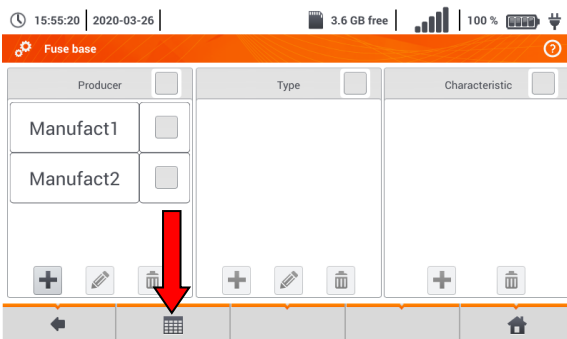 15:55:20 2020-03-26 3.6 GB free 100 %
Fuse base ?
Producer Type Characteristic
Manufact1
Manufact2